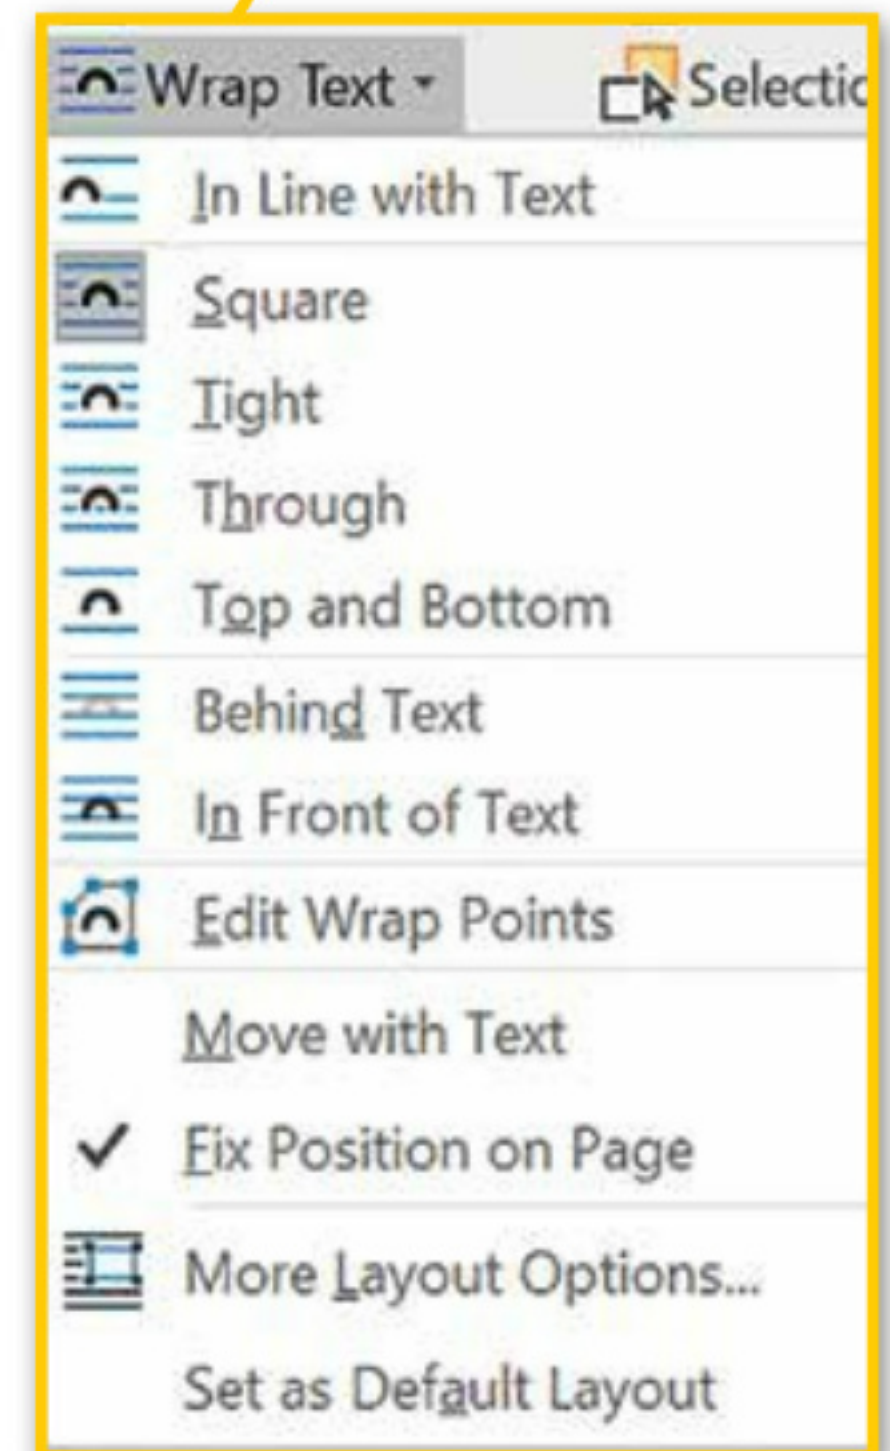 Wrap Text
Selectio
In Line with Text
Square
Tight
Through
Top and Bottom
Behind Text
In Front of Text
Edit Wrap Points
Move with Text
Fix Position on Page
More Layout Options...
Set as Default Layout